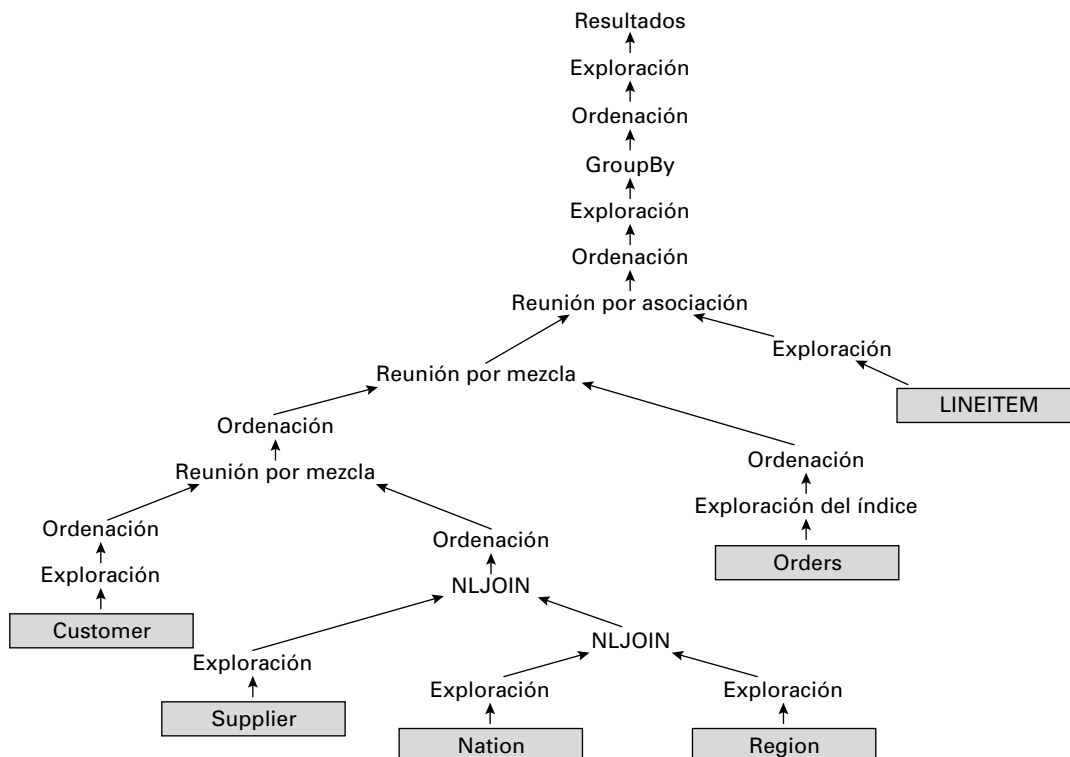 Resultados
Exploración
Ordenación
GroupBy
Exploración
Ordenación
Reunión por asociación
Exploración
Reunión por mezcla
LINEITEM
Ordenación
Ordenación
Reunión por mezcla
Exploración del índice
Ordenación
Ordenación
Orders
Exploración
NLJOIN
Customer
NLJOIN
Exploración
Exploración
Exploración
Supplier
Nation
Region